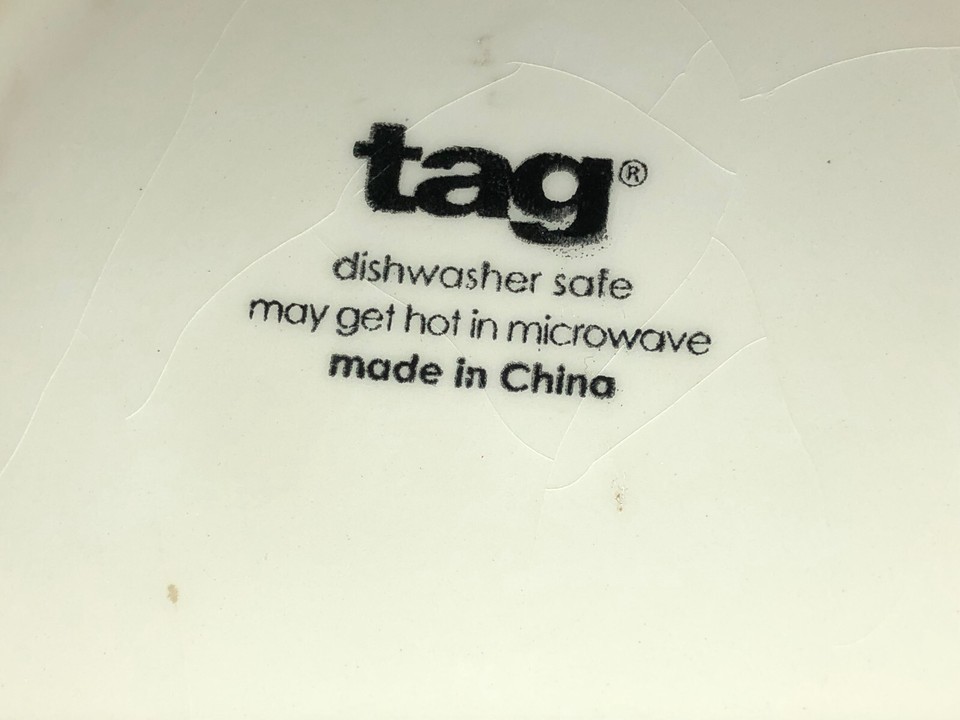 tag®
dishwasher safe
may get hot in microwave
made in China